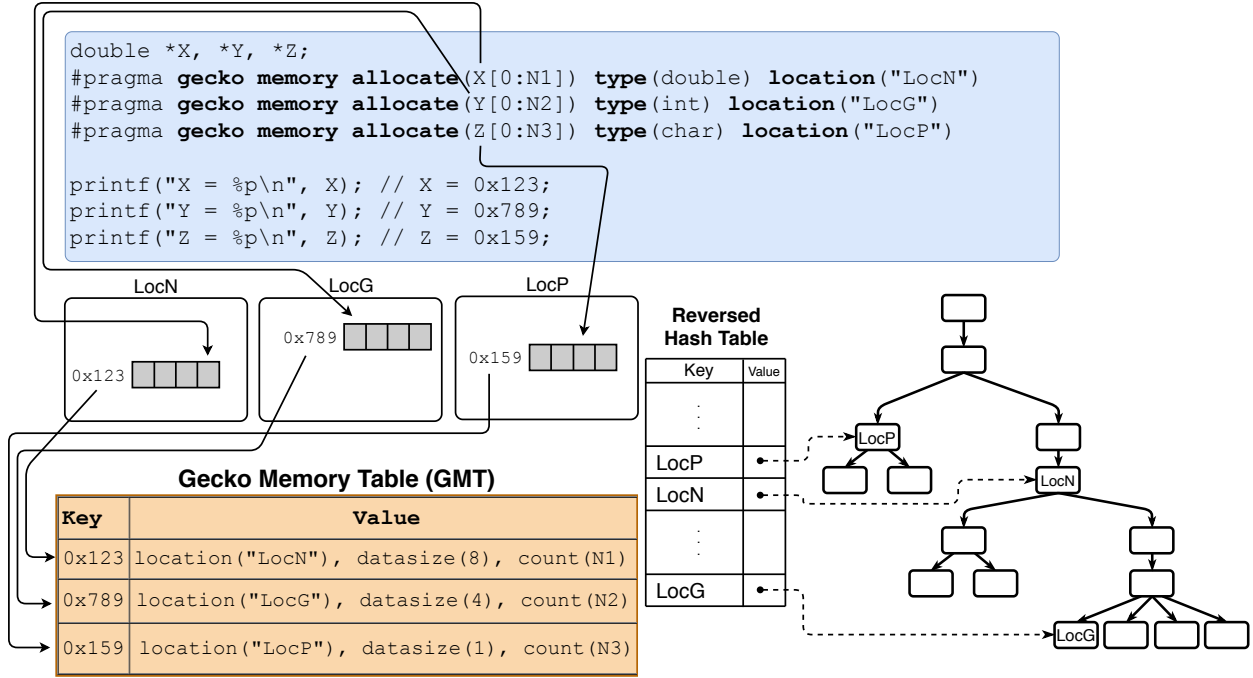 double *X, *Y, *Z;
#pragma gecko memory allocate(X[0:N1]) type(double) location("LocN")
#pragma gecko memory allocate(Y[0:N2]) type(int) location("LocG")
#pragma gecko memory allocate(Z[0:N3]) type(char) location("LocP")
printf("X = %p\n", X); // X = 0x123;
printf("Y = %p\n", Y); // Y = 0x789;
printf("Z = %p\n", Z); // Z = 0x159;
LocN
LocG
LocP
0x123
0x789
0x159
Gecko Memory Table (GMT)
Key Value
0x123 location("LocN"), datasize(8), count(N1)
0x789 location("LocG"), datasize(4), count(N2)
0x159 location("LocP"), datasize(1), count(N3)
Reversed
Hash Table
Key Value
LocP
LocN
LocG
LocP
LocN
LocG